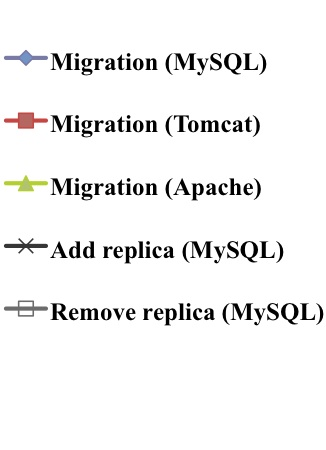 Migration (MySQL)
Migration (Tomcat)
Migration (Apache)
Add replica (MySQL)
Remove replica (MySQL)